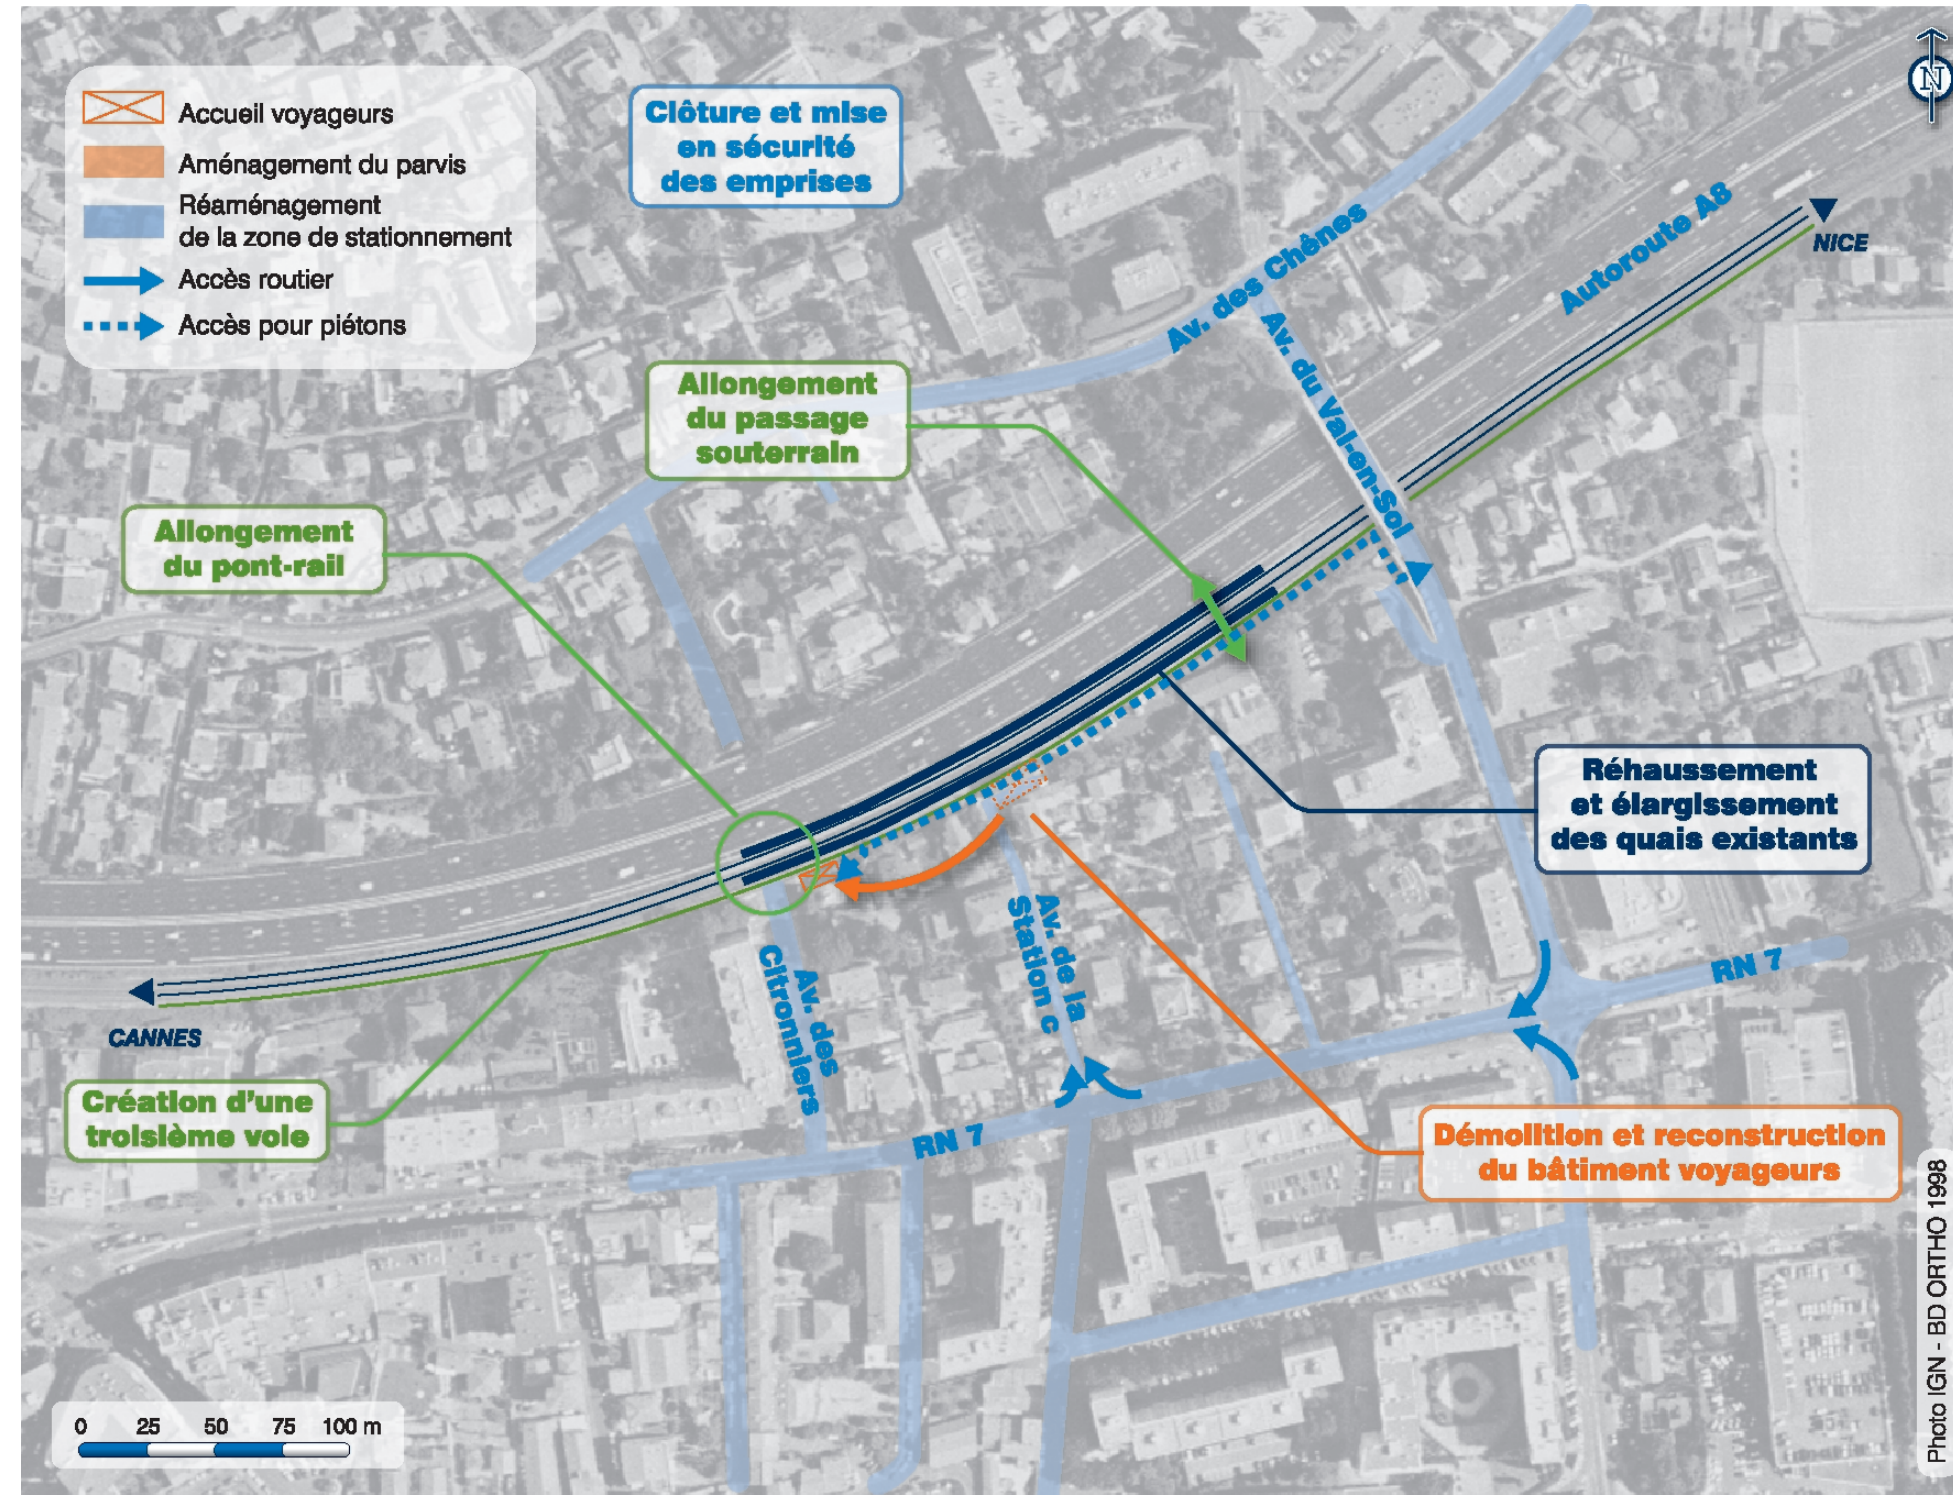 Accueil voyageurs
Aménagement du parvis
Réaménagement
de la zone de stationnement
Accès routier
Accès pour piétons
Clôture et mise
en sécurité
des emprises
N
NICE
Autoroute A8
Av. des Chênes
Av. du Val-en-Sol
Allongement
du passage
souterrain
Allongement
du pont-rail
Réhaussement
et élargissement
des quais existants
CANNES
Av. des
Citronniers
Av. de la
Station c
RN 7
RN 7
Création d'une
troisième voie
Démolition et reconstruction
du bâtiment voyageurs
0 25 50 75 100 m
Photo IGN - BD ORTHO 1998